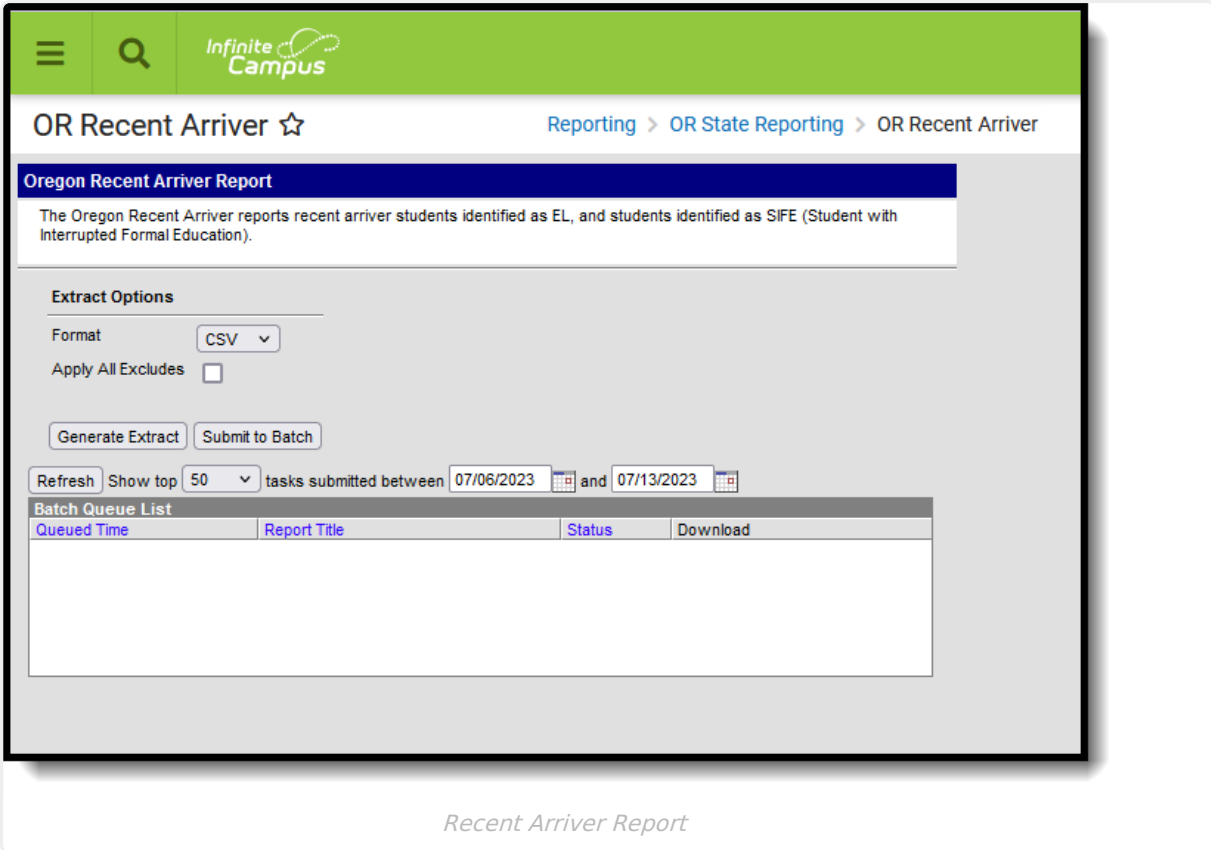 Infinite
Campus
OR Recent Arriver
Reporting > OR State Reporting > OR Recent Arriver
Oregon Recent Arriver Report
The Oregon Recent Arriver reports recent arriver students identified as EL, and students identified as SIFE (Student with
Interrupted Formal Education).
Extract Options
Format CSV
Apply All Excludes
Generate Extract Submit to Batch
Refresh Show top 50 tasks submitted between 07/06/2023 and 07/13/2023
Batch Queue List
Queued Time Report Title Status Download
Recent Arriver Report